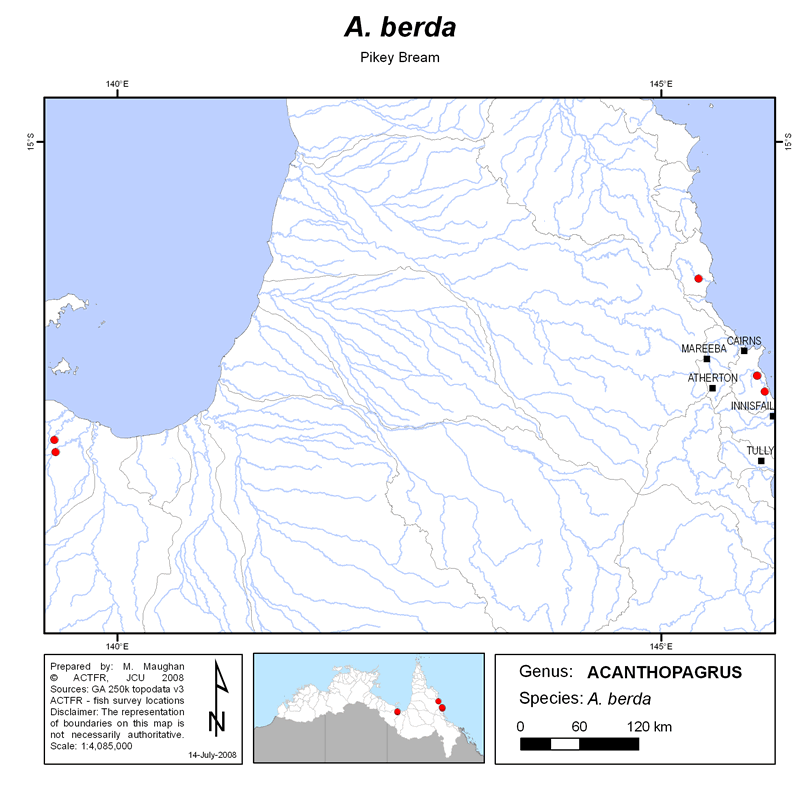 A. berda
Pikey Bream
140°E 145°E
15°S 15°S
MAREEBA CAIRNS
ATHERTON
INNISFAIL
TULLY
140°E 145°E
Prepared by: M. Maughan
© ACTFR, JCU 2008
Sources: GA 250k topodata v3
ACTFR - fish survey locations
Disclaimer: The representation
of boundaries on this map is
not necessarily authoritative.
Scale: 1:4,085,000
N
14-July-2008
Genus: ACANTHOPAGRUS
Species: A. berda
0 60 120 km